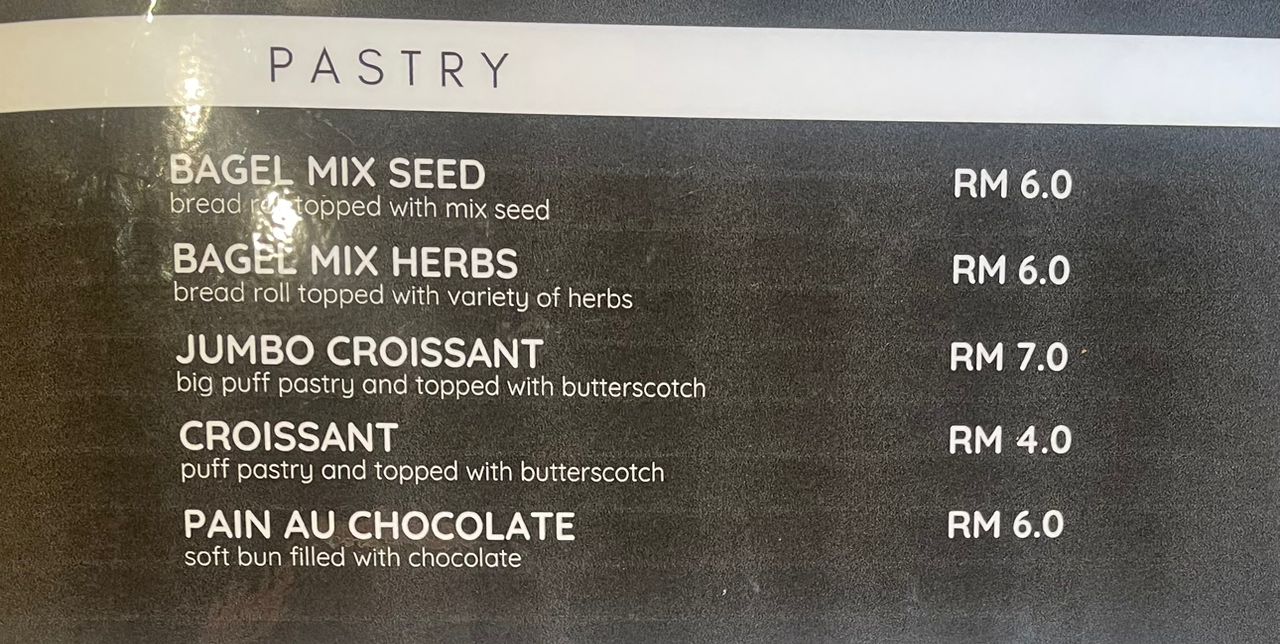 PASTRY
BAGEL MIX SEED RM 6.0
bread roll topped with mix seed
BAGEL MIX HERBS RM 6.0
bread roll topped with variety of herbs
JUMBO CROISSANT RM 7.0
big puff pastry and topped with butterscotch
CROISSANT RM 4.0
puff pastry and topped with butterscotch
PAIN AU CHOCOLATE RM 6.0
soft bun filled with chocolate